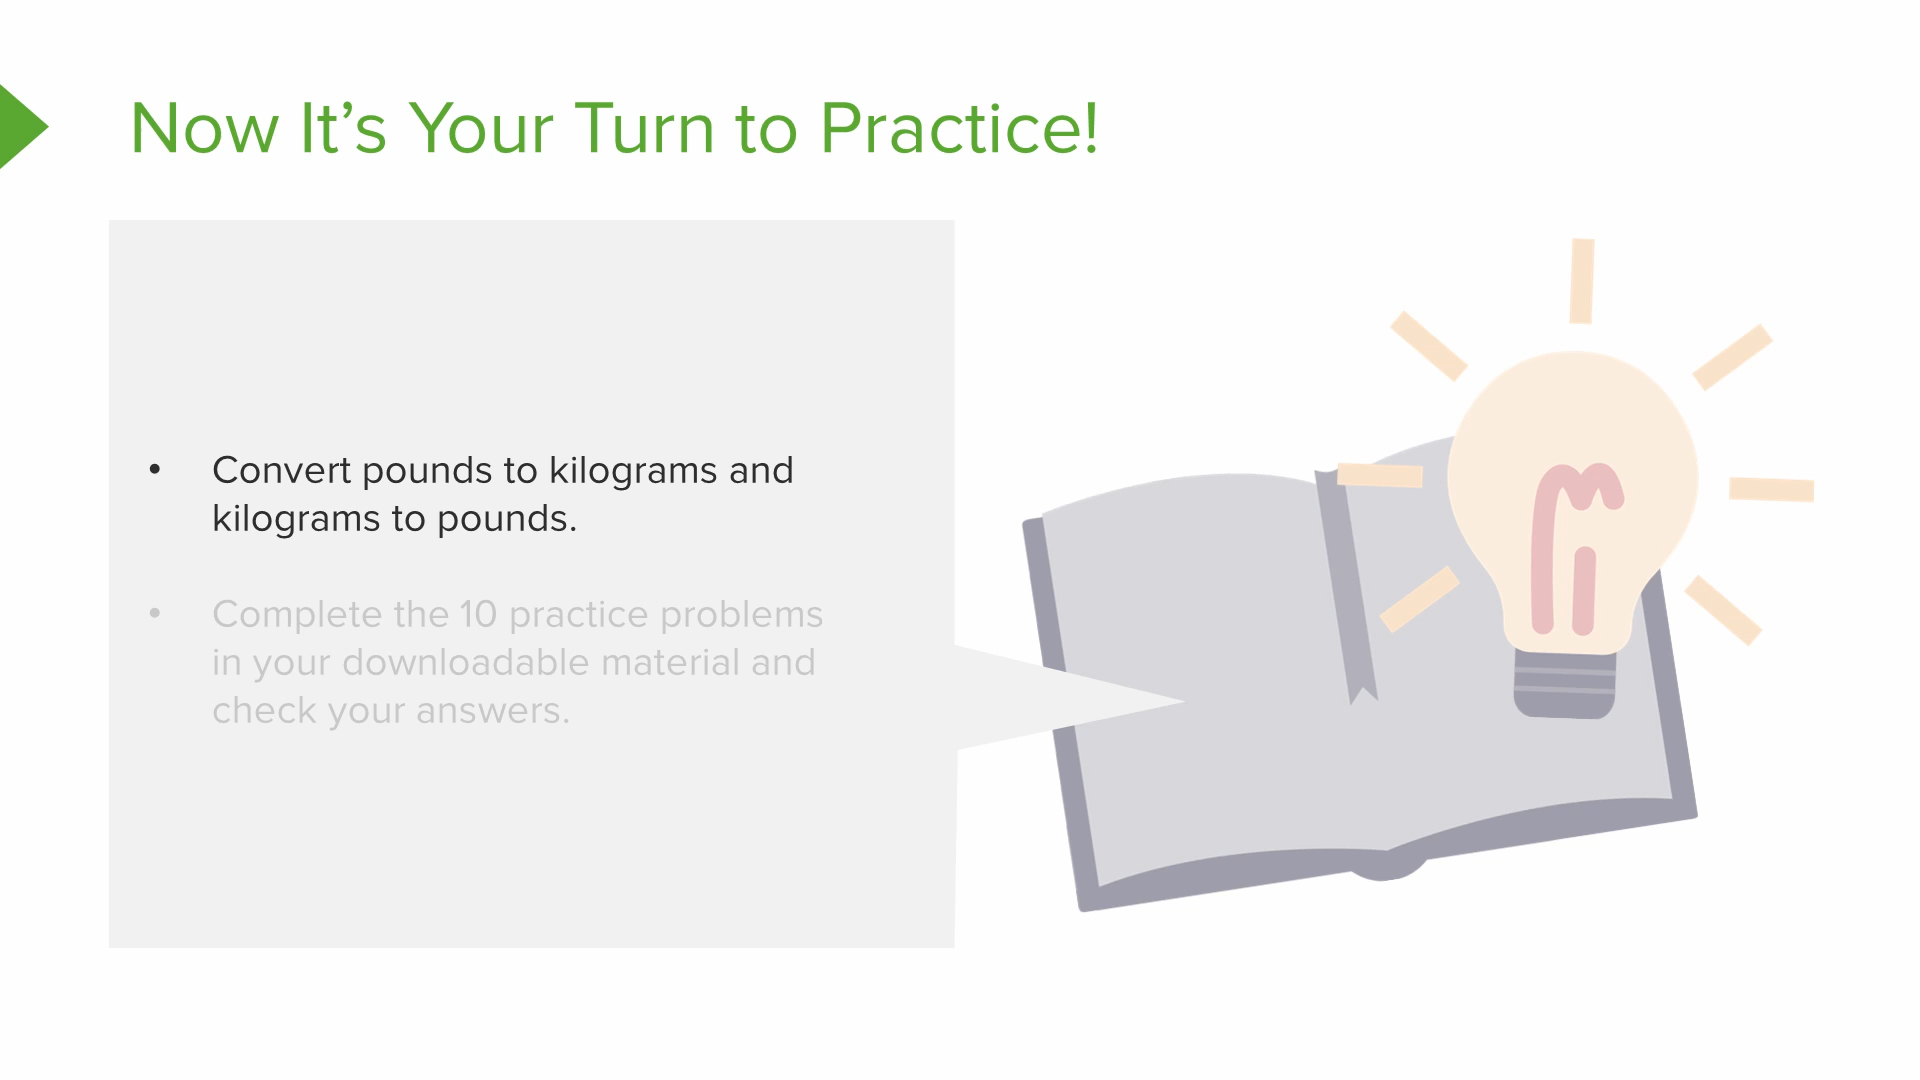 Now It’s Your Turn to Practice!
• Convert pounds to kilograms and
kilograms to pounds.
• Complete the 10 practice problems
in your downloadable material and
check your answers.